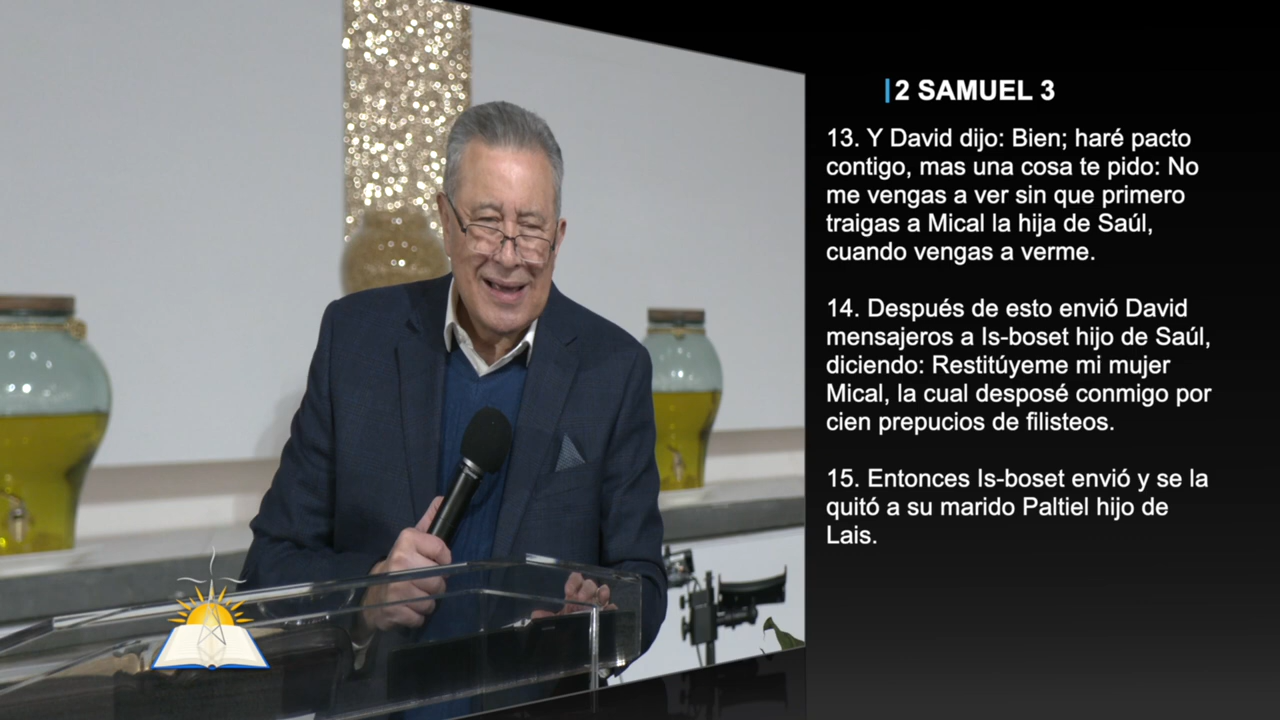 2 SAMUEL 3
13. Y David dijo: Bien; haré pacto
contigo, mas una cosa te pido: No
me vengas a ver sin que primero
traigas a Mical la hija de Saúl,
cuando vengas a verme.
14. Después de esto envió David
mensajeros a Is-boset hijo de Saúl,
diciendo: Restitúyeme mi mujer
Mical, la cual desposé conmigo por
cien prepucios de filisteos.
15. Entonces Is-boset envió y se la
quitó a su marido Paltiel hijo de
Lais.